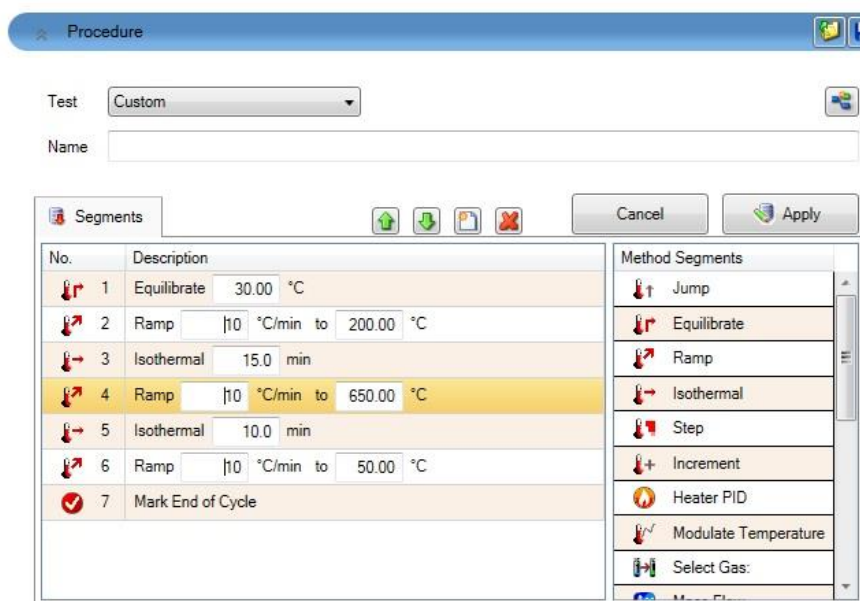 Procedure
Test Custom
Name
Segments Cancel Apply
No. Description
1 Equilibrate 30.00 °C
2 Ramp 10 °C/min to 200.00 °C
3 Isothermal 15.0 min
4 Ramp 10 °C/min to 650.00 °C
5 Isothermal 10.0 min
6 Ramp 10 °C/min to 50.00 °C
7 Mark End of Cycle
Method Segments
Jump
Equilibrate
Ramp
Isothermal
Step
Increment
Heater PID
Modulate Temperature
Select Gas:
Mass Flow